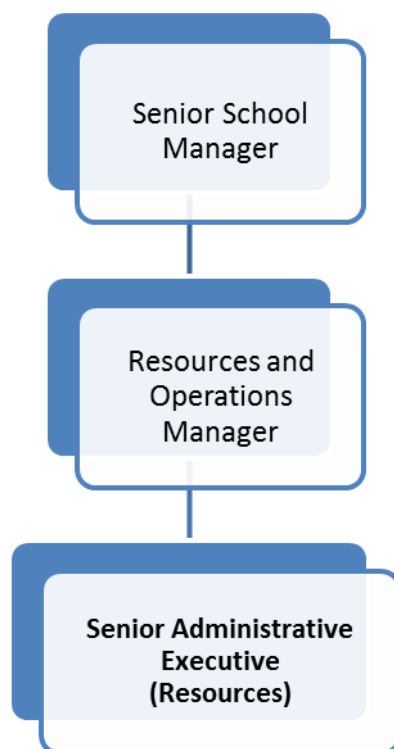 Senior School
Manager
Resources and
Operations
Manager
Senior Administrative
Executive
(Resources)